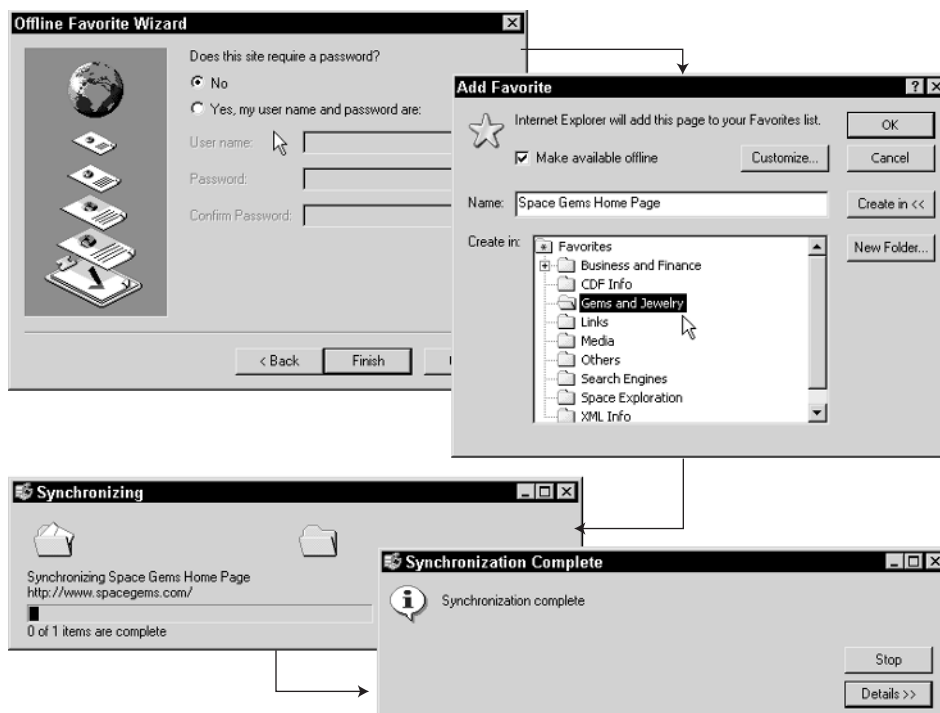 Offline Favorite Wizard
Does this site require a password?
No
Yes, my user name and password are:
User name:
Password:
Confirm Password:
< Back
Finish
Add Favorite
Internet Explorer will add this page to your Favorites list.
OK
Make available offline
Customize...
Cancel
Name:
Space Gems Home Page
Create in <<
Create in:
New Folder...
Favorites
Business and Finance
CDF Info
Gems and Jewelry
Links
Media
Others
Search Engines
Space Exploration
XML Info
Synchronizing
Synchronizing Space Gems Home Page
http://www.spacegems.com/
0 of 1 items are complete
Synchronization Complete
Synchronization complete
Stop
Details >>